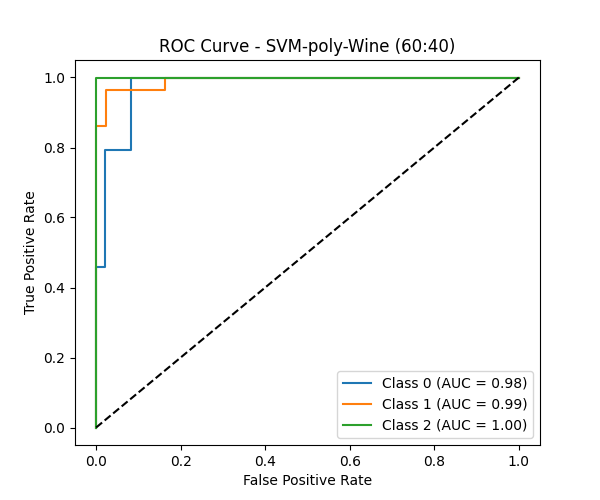 ROC Curve - SVM-poly-Wine (60:40)
True Positive Rate
1.0
0.8
0.6
0.4
0.2
0.0
0.0 0.2 0.4 0.6 0.8 1.0
False Positive Rate
Class 0 (AUC = 0.98)
Class 1 (AUC = 0.99)
Class 2 (AUC = 1.00)